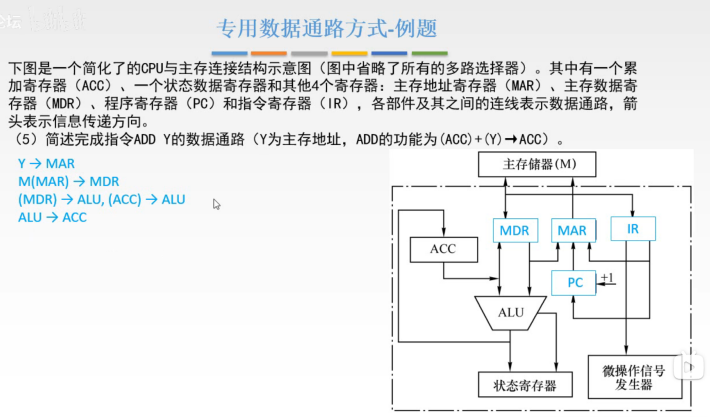 专用数据通路方式-例题
下图是一个简化了的CPU与主存连接结构示意图（图中省略了所有的多路选择器）。其中有一个累
加寄存器（ACC）、一个状态数据寄存器和其他4个寄存器：主存地址寄存器（MAR）、主存数据寄
存器（MDR）、程序寄存器（PC）和指令寄存器（IR），各部件及其之间的连线表示数据通路，箭
头表示信息传递方向。
（5）简述完成指令ADD Y的数据通路（Y为主存地址，ADD的功能为(ACC)+(Y)→ACC）。
Y → MAR
M(MAR) → MDR
(MDR) → ALU, (ACC) → ALU
ALU → ACC
主存储器(M)
MDR
MAR
IR
ACC
PC
+1
ALU
状态寄存器
微操作信号
发生器